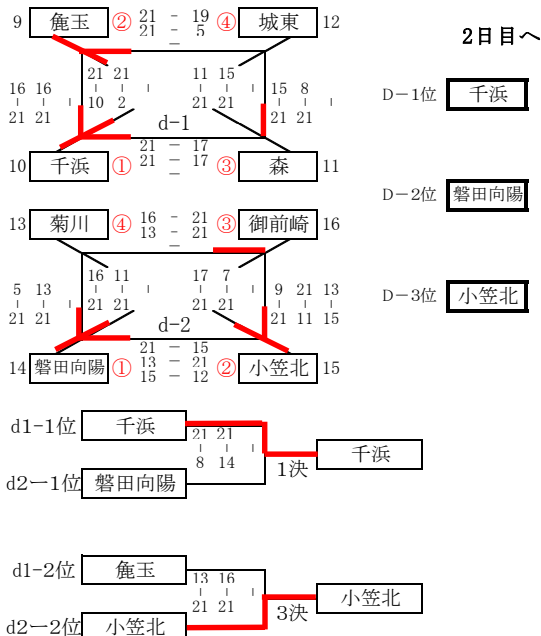 9 麁玉 ② 21 － 19 ④ 城東 12
21 － 5
－
2日目へ
16 16 21 21 11 15 15 8
| | | | | | | | | | | |
21 21 10 2 21 21 21 21
D－1位 千浜
d-1
21 － 17
10 千浜 ① 21 － 17 ③ 森 11
－
D－2位 磐田向陽
13 菊川 ④ 16 － 21 ③ 御前崎 16
13 － 21
－
5 13 16 11 17 7 9 21 13
| | | | | | | | | | | |
21 21 21 21 21 21 21 11 15
D－3位 小笠北
d-2
21 － 15
14 磐田向陽 ① 13 － 21 ② 小笠北 15
15 － 12
d1-1位 千浜
21 21
| | |
8 14
1決 千浜
d2ー1位 磐田向陽
d1-2位 麁玉
13 16
| | |
21 21
3決 小笠北
d2ー2位 小笠北